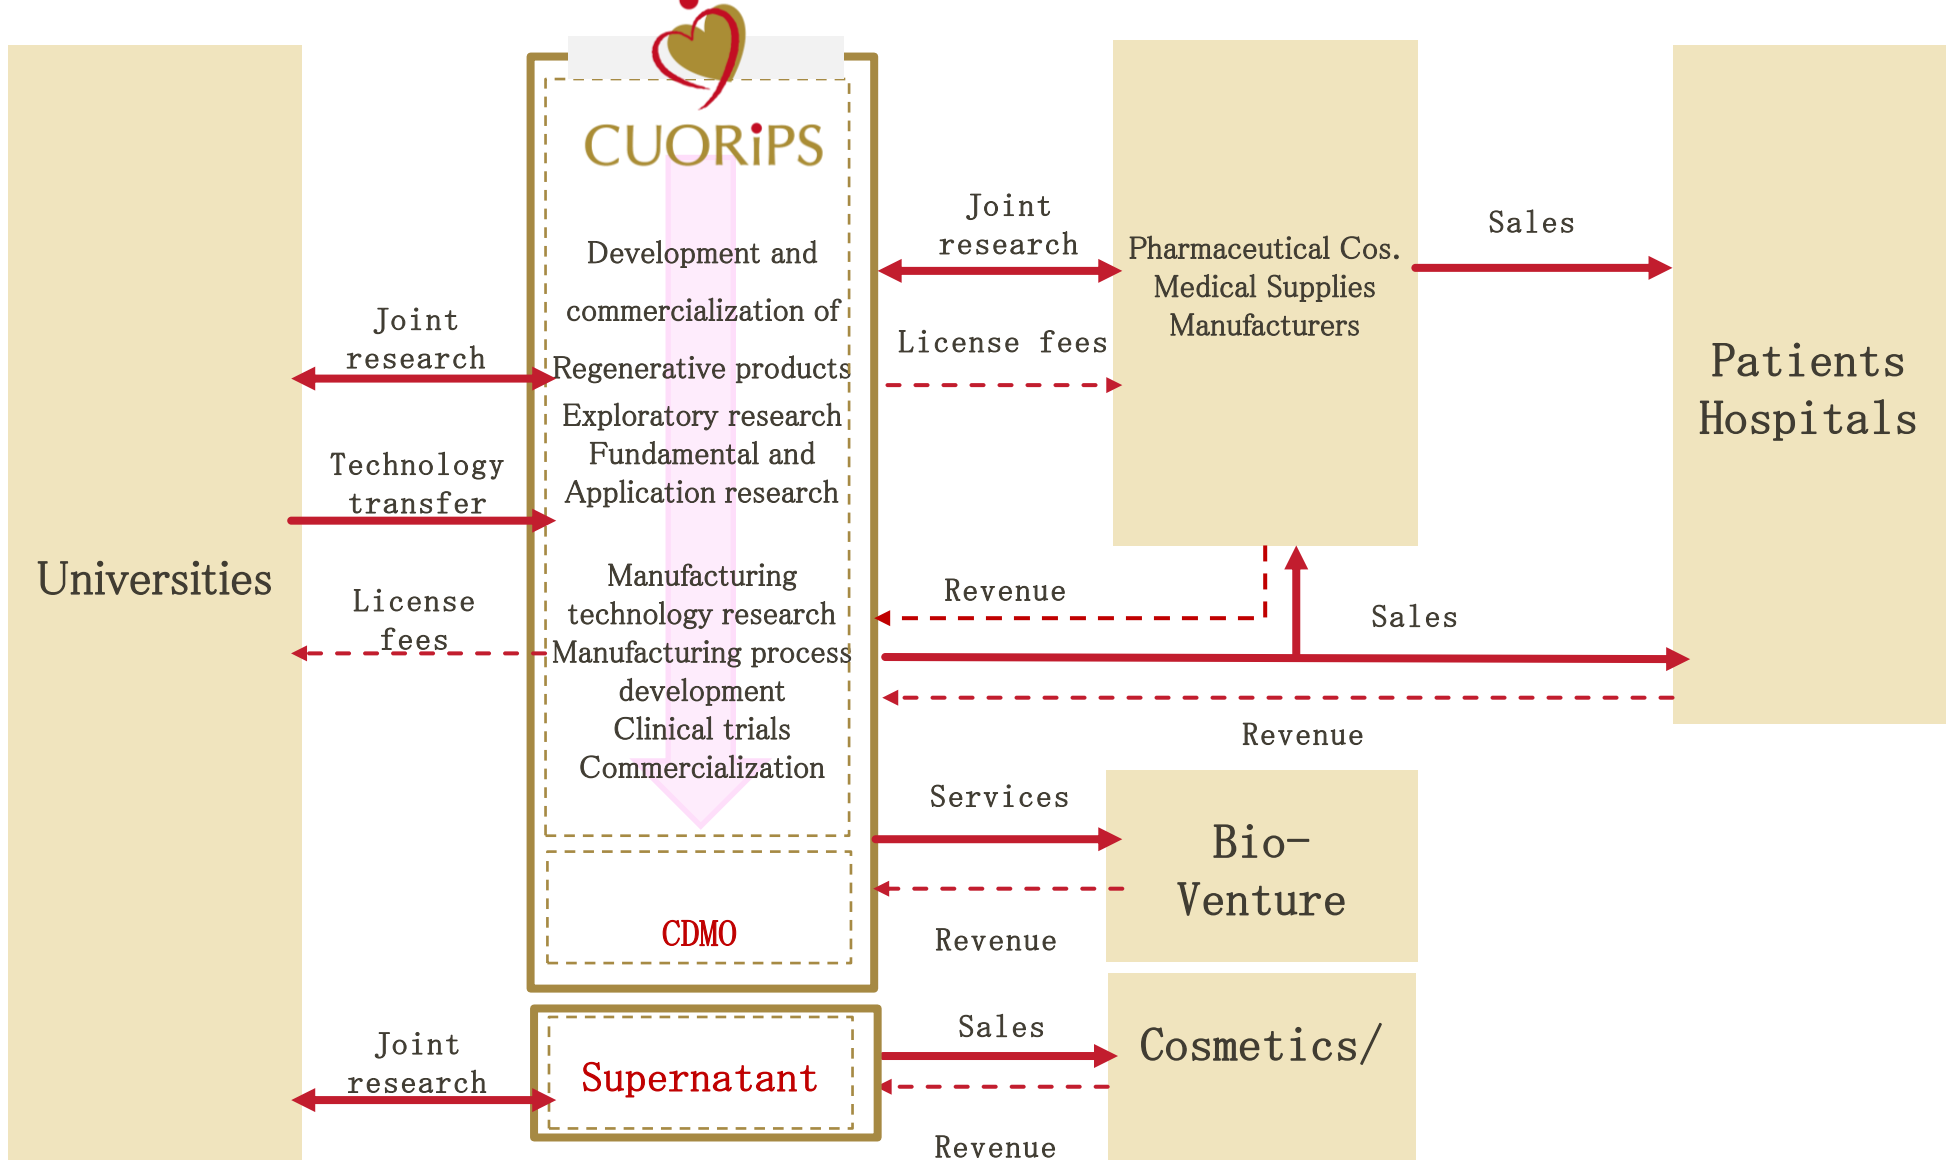 CUORiPS
Development and
commercialization of
Regenerative products
Exploratory research
Fundamental and
Application research
Manufacturing
technology research
Manufacturing process
development
Clinical trials
Commercialization
CDMO
Supernatant
Universities
Joint
research
Technology
transfer
License
fees
Joint
research
Joint
research
License fees
Revenue
Pharmaceutical Cos.
Medical Supplies
Manufacturers
Sales
Sales
Revenue
Patients
Hospitals
Services
Revenue
Bio-
Venture
Sales
Revenue
Cosmetics/